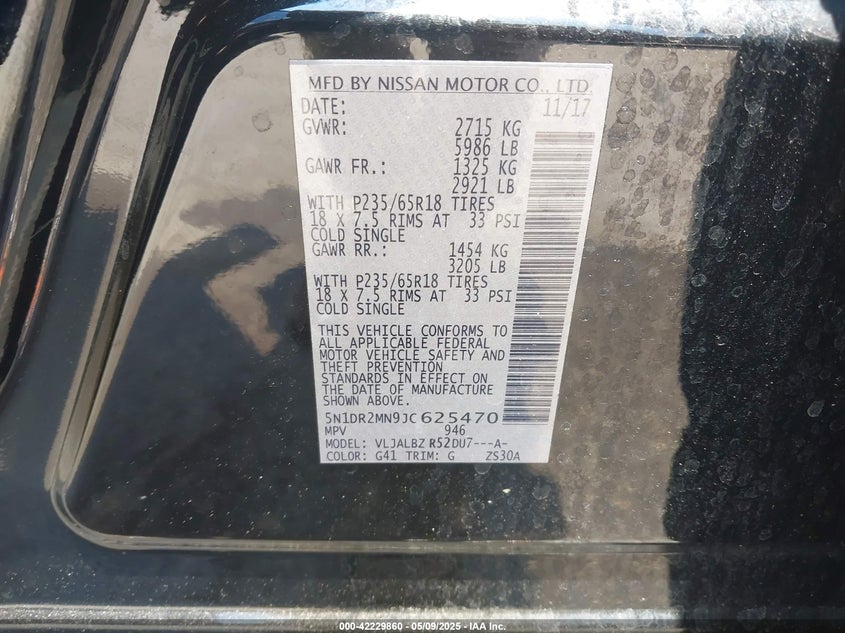 MFD BY NISSAN MOTOR CO., LTD.
DATE: 11/17
GVWR: 2715 KG
5986 LB
GAWR FR.: 1325 KG
2921 LB
WITH P235/65R18 TIRES
18 X 7.5 RIMS AT 33 PSI
COLD SINGLE
GAWR RR.: 1454 KG
3205 LB
WITH P235/65R18 TIRES
18 X 7.5 RIMS AT 33 PSI
COLD SINGLE
THIS VEHICLE CONFORMS TO
ALL APPLICABLE FEDERAL
MOTOR VEHICLE SAFETY AND
THEFT PREVENTION
STANDARDS IN EFFECT ON
THE DATE OF MANUFACTURE
SHOWN ABOVE.
5N1DR2MN9JC625470
MPV 946
MODEL: VLJALBZ R52DU7---A-
COLOR: G41 TRIM: G ZS30A
000-42229860 - 05/09/2025 - IAA Inc.